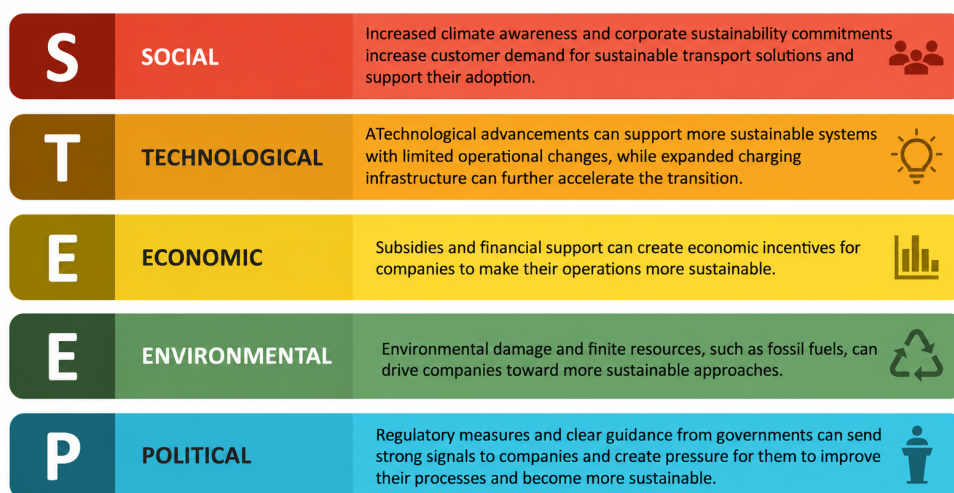 S
SOCIAL
Increased climate awareness and corporate sustainability commitments
increase customer demand for sustainable transport solutions and
support their adoption.
T
TECHNOLOGICAL
ATechnological advancements can support more sustainable systems
with limited operational changes, while expanded charging
infrastructure can further accelerate the transition.
E
ECONOMIC
Subsidies and financial support can create economic incentives for
companies to make their operations more sustainable.
E
ENVIRONMENTAL
Environmental damage and finite resources, such as fossil fuels, can
drive companies toward more sustainable approaches.
P
POLITICAL
Regulatory measures and clear guidance from governments can send
strong signals to companies and create pressure for them to improve
their processes and become more sustainable.